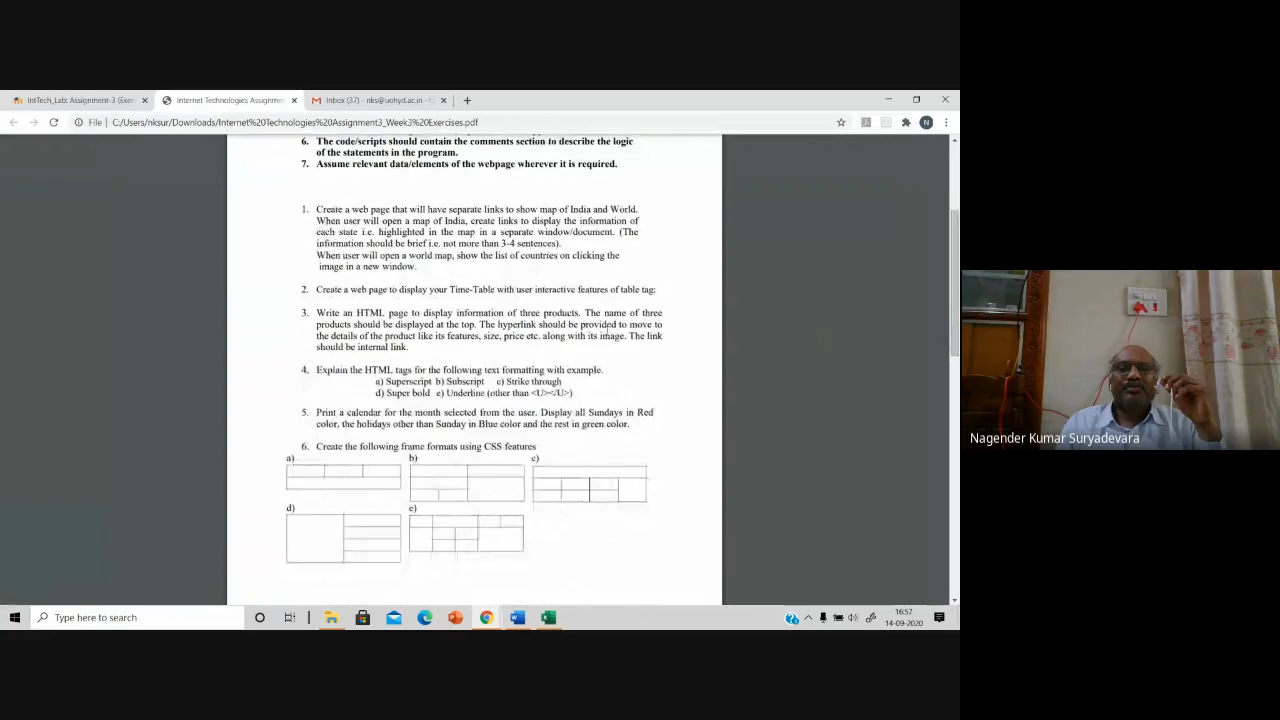 IntTech_Lab: Assignment-3 (Exer
Internet Technologies Assignme
Inbox (37) - nks@uohyd.ac.in -
File
C:/Users/nksur/Downloads/Internet%20Technologies%20Assignment3_Week3%20Exercises.pdf
N
6. The code/scripts should contain the comments section to describe the logic
of the statements in the program.
7. Assume relevant data/elements of the webpage wherever it is required.
1. Create a web page that will have separate links to show map of India and World.
When user will open a map of India, create links to display the information of
each state i.e. highlighted in the map in a separate window/document. (The
information should be brief i.e. not more than 3-4 sentences).
When user will open a world map, show the list of countries on clicking the
image in a new window.
2. Create a web page to display your Time-Table with user interactive features of table tag:
3. Write an HTML page to display information of three products. The name of three
products should be displayed at the top. The hyperlink should be provided to move to
the details of the product like its features, size, price etc. along with its image. The link
should be internal link.
4. Explain the HTML tags for the following text formatting with example.
a) Superscript b) Subscript c) Strike through
d) Super bold e) Underline (other than <U></U>)
5. Print a calendar for the month selected from the user. Display all Sundays in Red
color, the holidays other than Sunday in Blue color and the rest in green color.
6. Create the following frame formats using CSS features
a) b) c)
d) e)
Nagender Kumar Suryadevara
Type here to search
16:57
14-09-2020